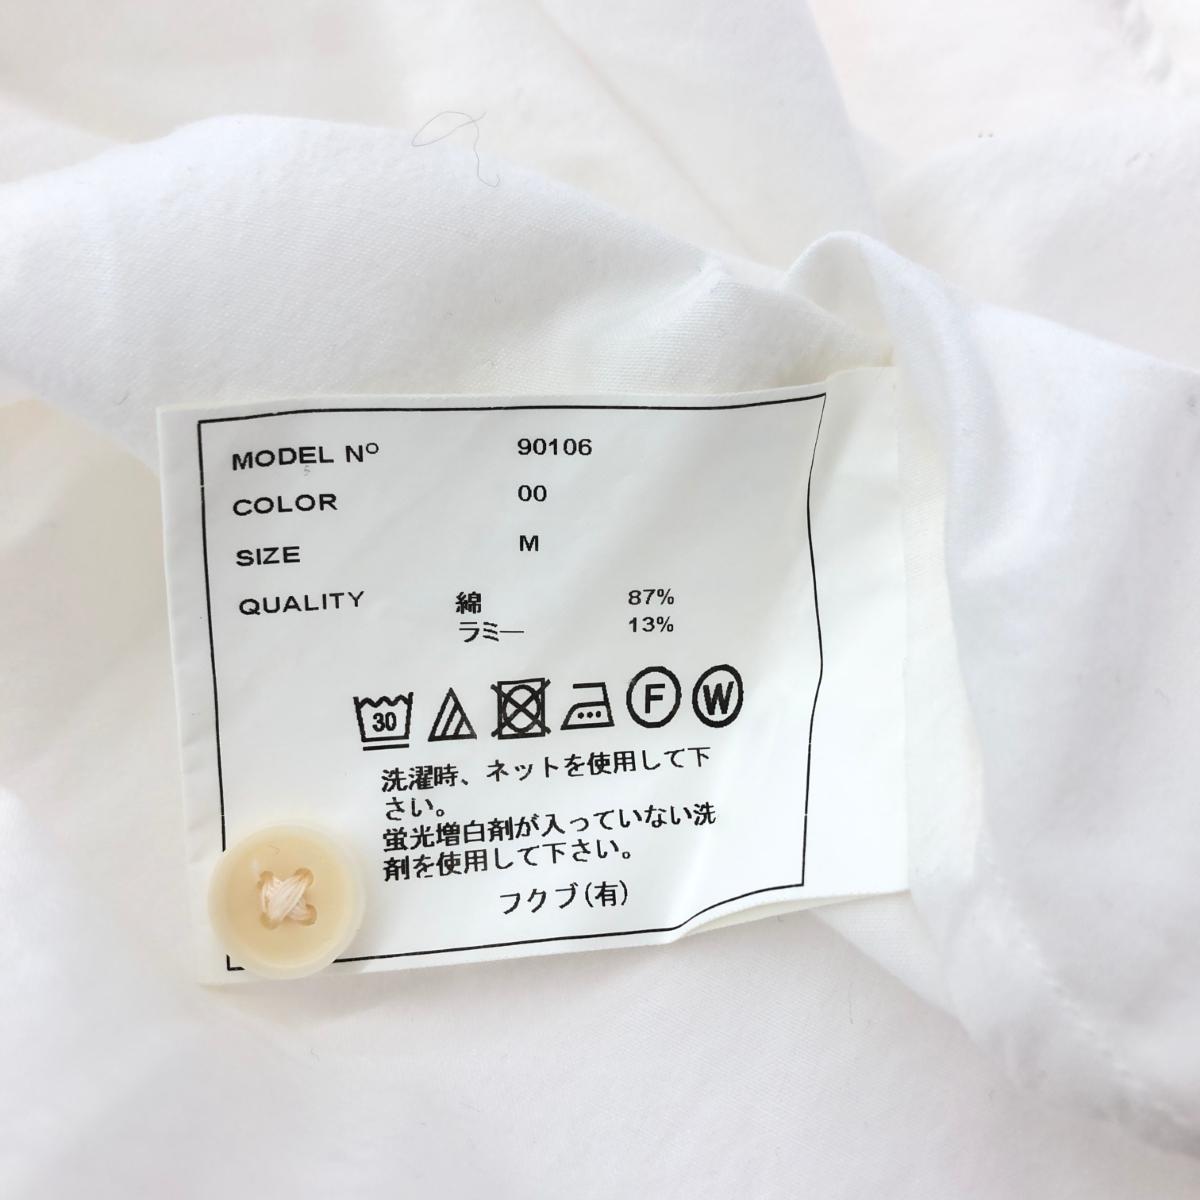 MODEL Nº 90106
COLOR 00
SIZE M
QUALITY 綿 87%
ラミー 13%
30 F W
洗濯時、ネットを使用して下
さい。
蛍光増白剤が入っていない洗
剤を使用して下さい。
フクブ(有)